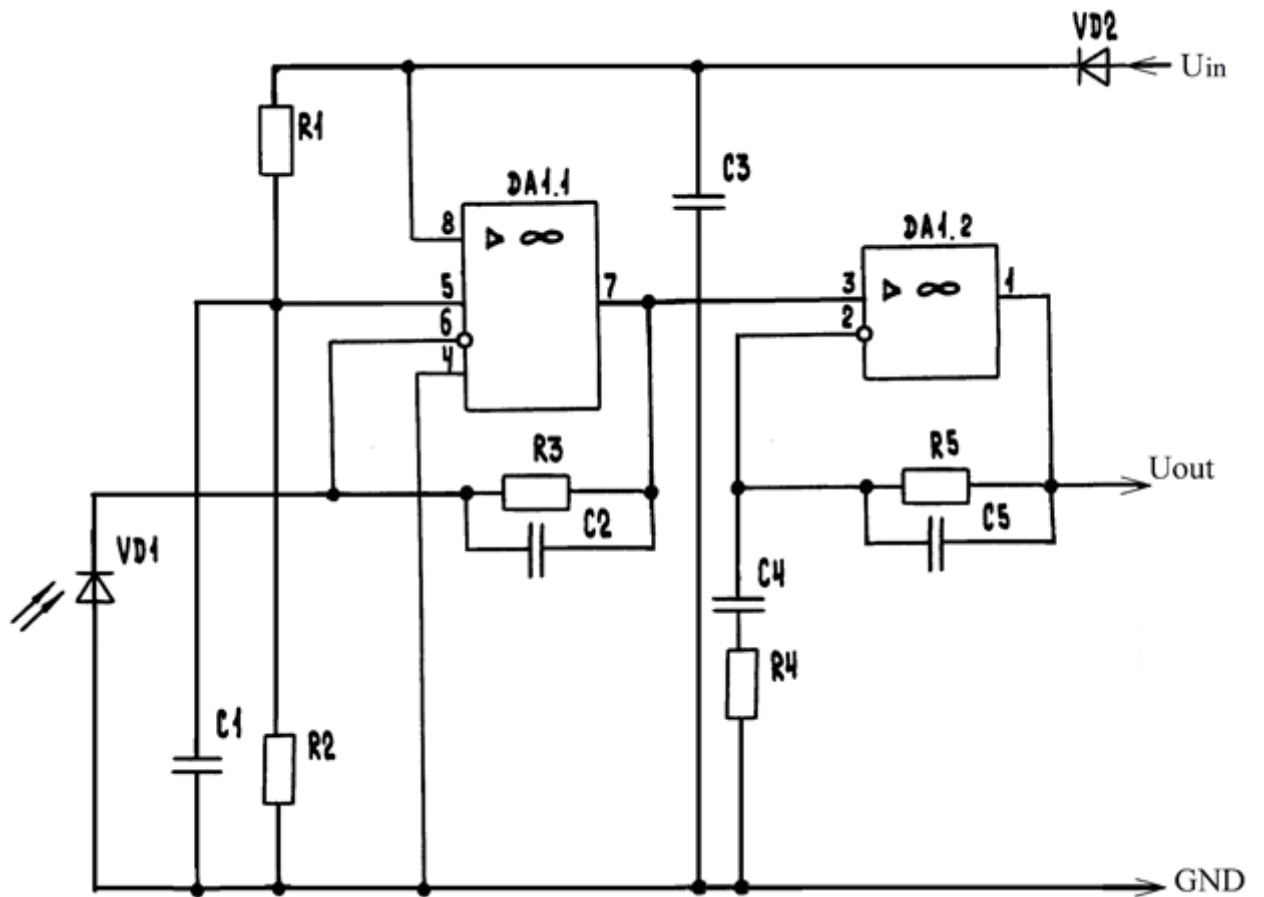 VD2
Uin
R1
C3
DA1.1
8
▷ ∞
DA1.2
5
7
3
▷ ∞
1
6
2
4
R3
R5
Uout
C2
C5
VD1
C4
R4
C1
R2
GND